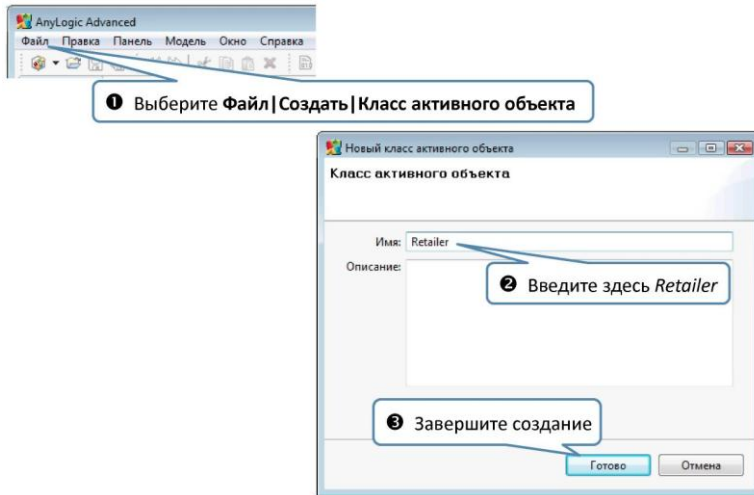 AnyLogic Advanced
Файл Правка Панель Модель Окно Справка
❶ Выберите Файл|Создать|Класс активного объекта
Новый класс активного объекта
Класс активного объекта
Имя: Retailer
❷ Введите здесь Retailer
Описание:
❸ Завершите создание
Готово Отмена